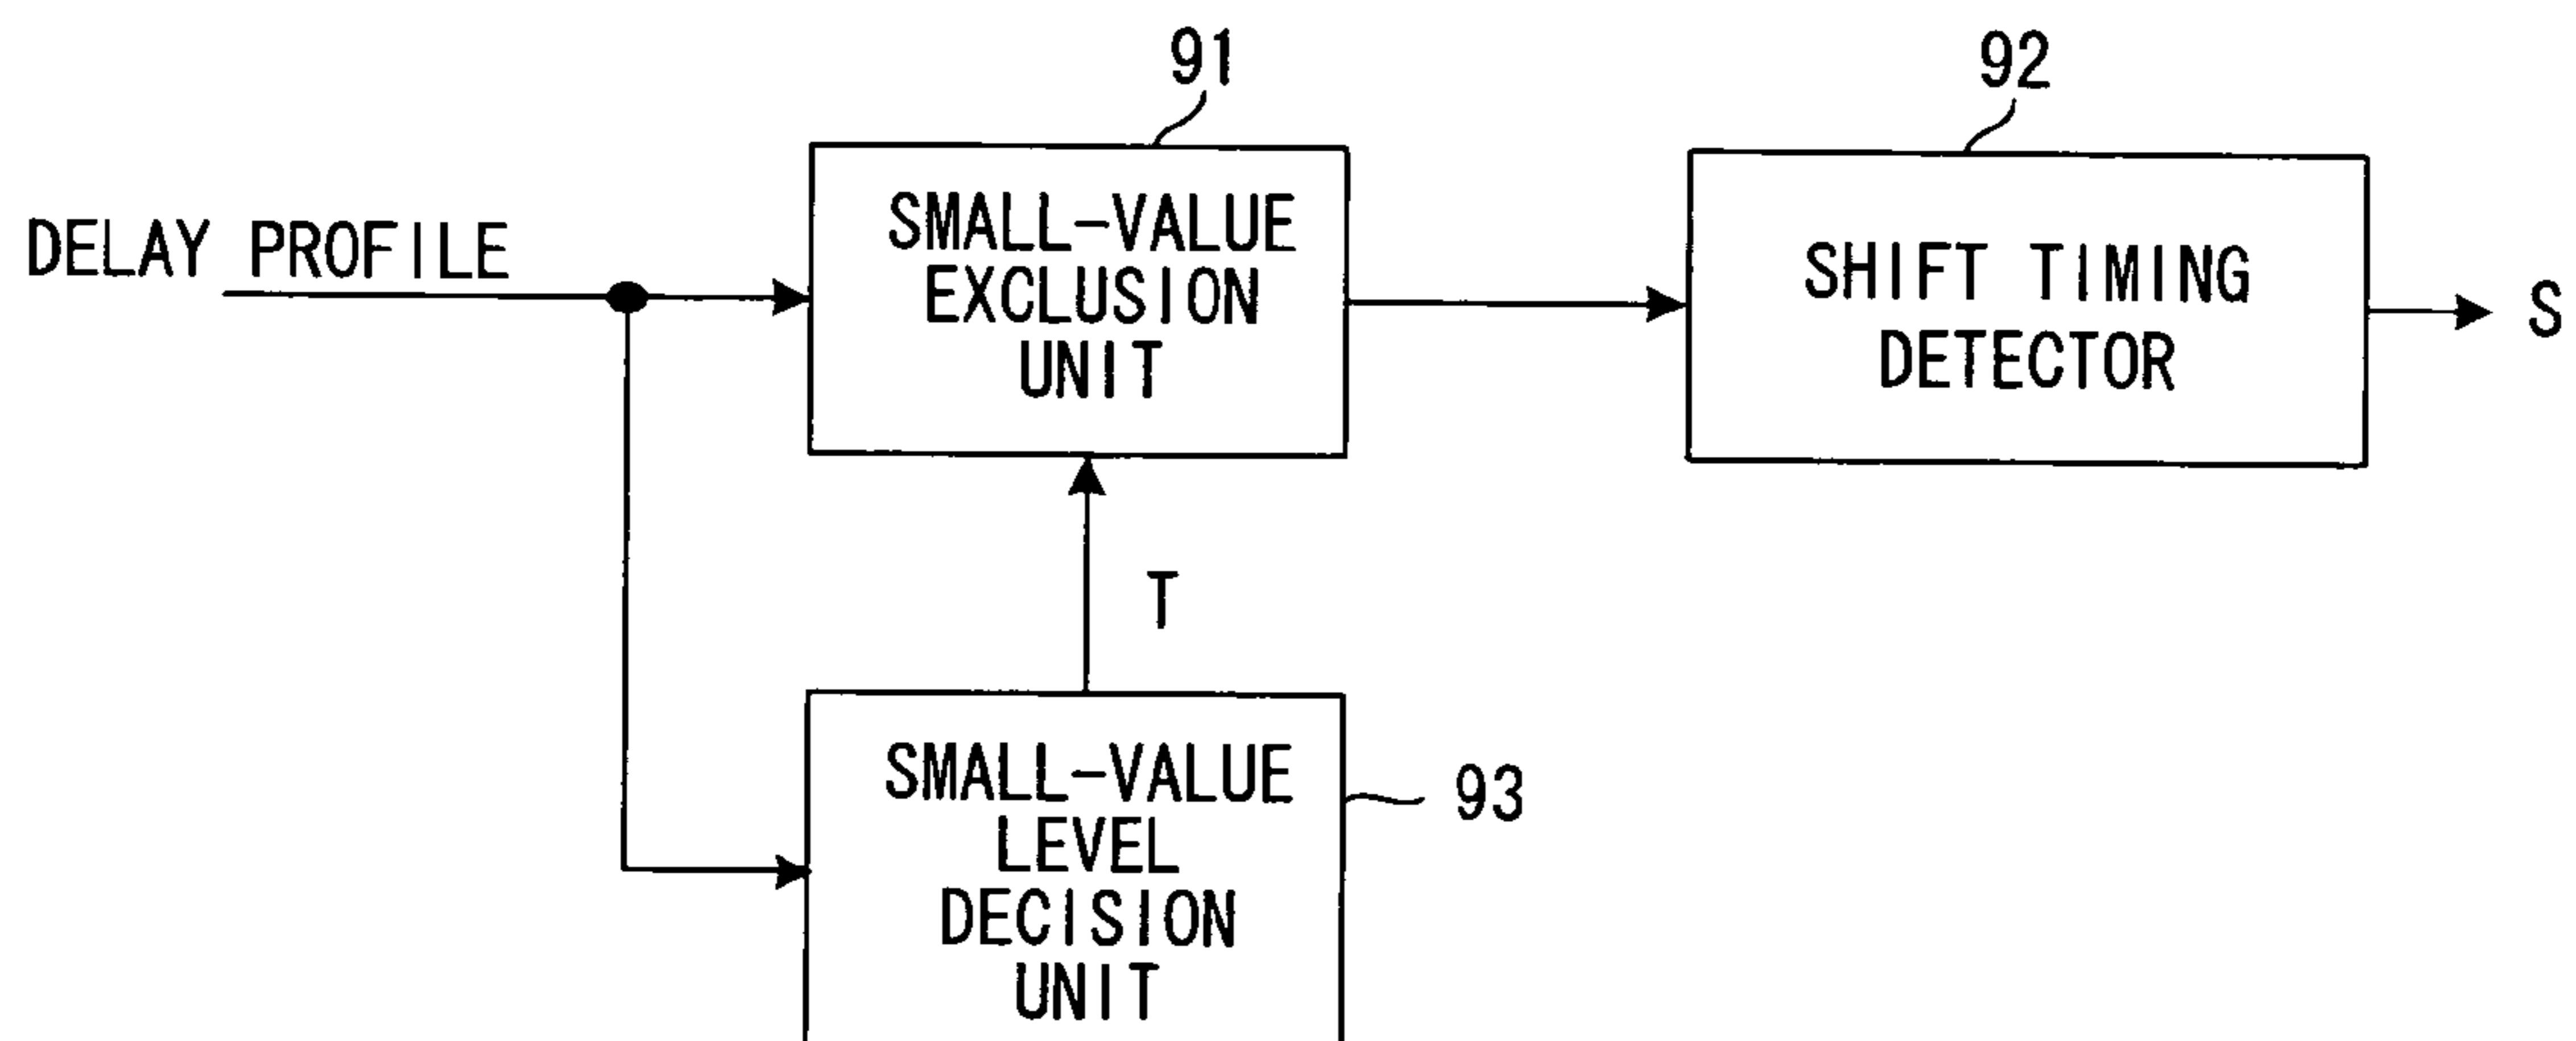 91
92
DELAY PROFILE
SMALL-VALUE
EXCLUSION
UNIT
SHIFT TIMING
DETECTOR
S
T
SMALL-VALUE
LEVEL
DECISION
UNIT
93